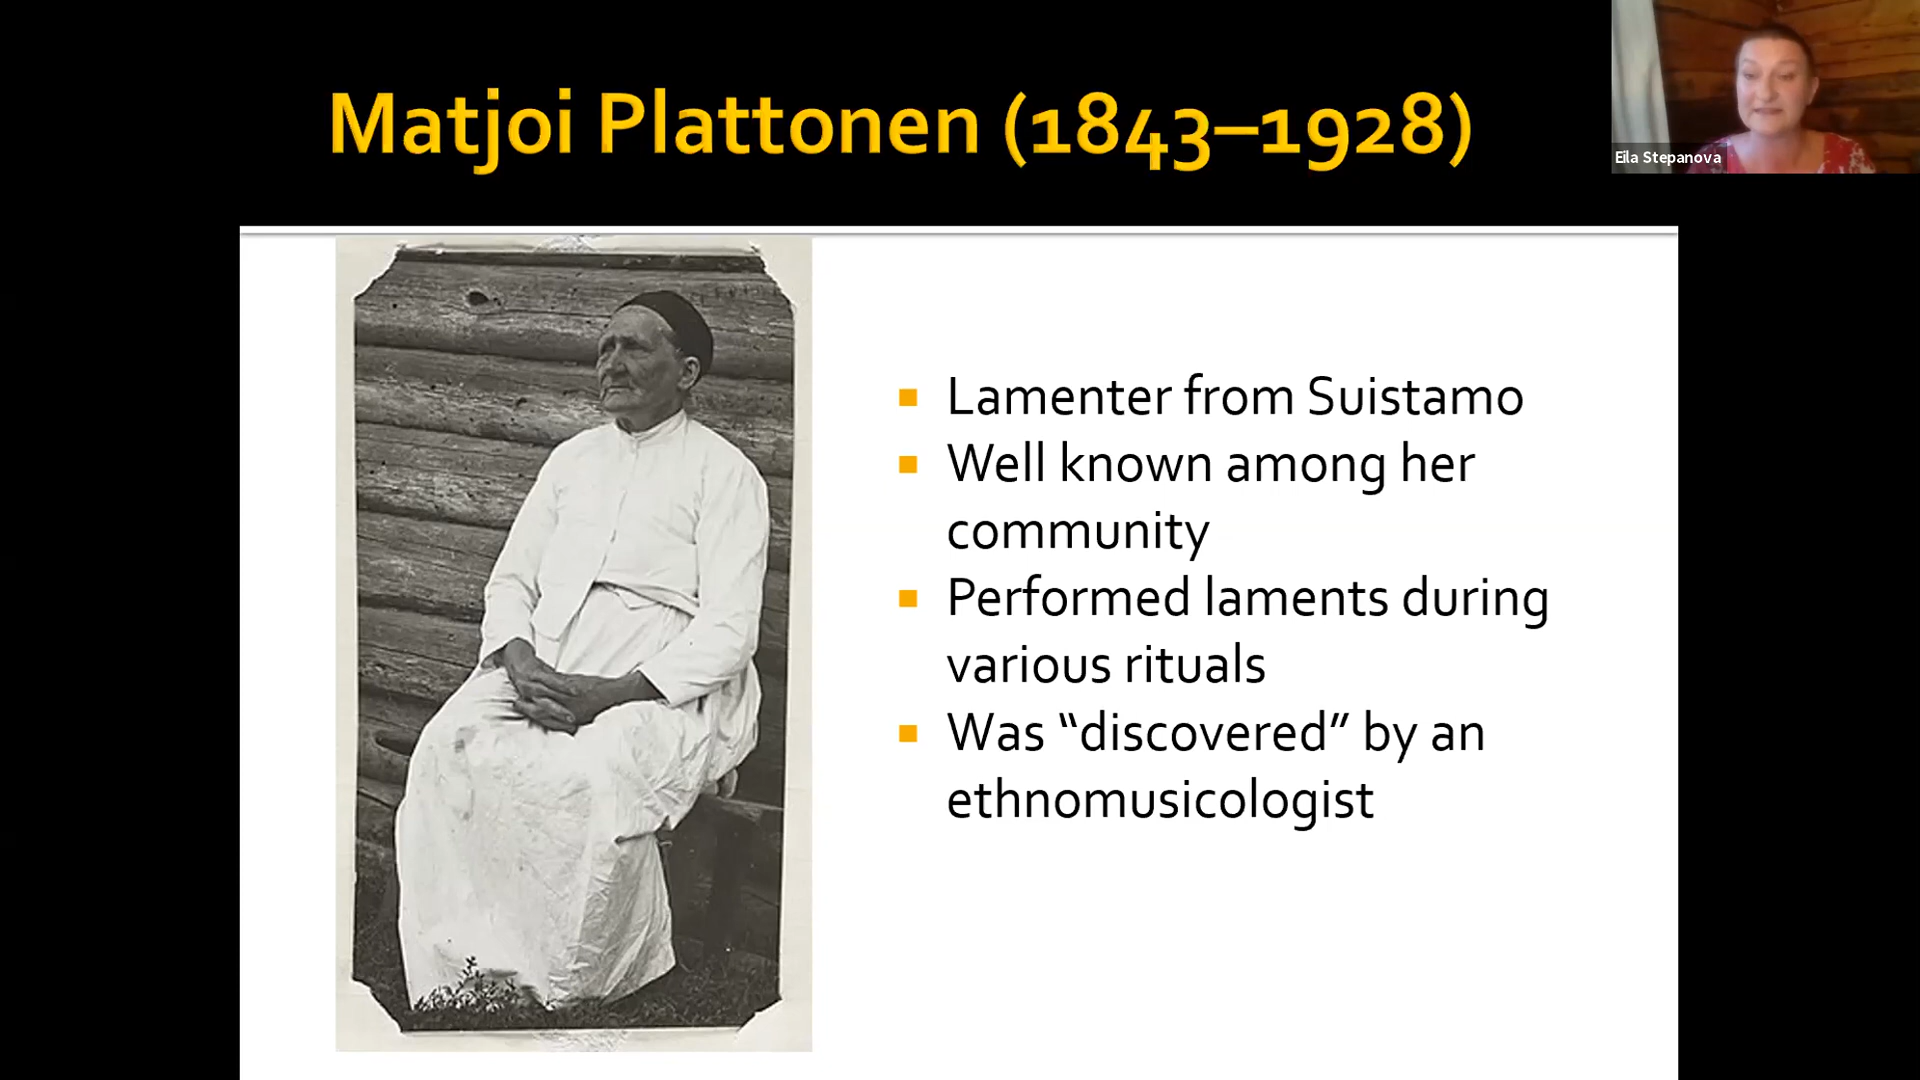 Matjoi Plattonen (1843–1928)
Eila Stepanova
Lamenter from Suistamo
Well known among her
community
Performed laments during
various rituals
Was “discovered” by an
ethnomusicologist